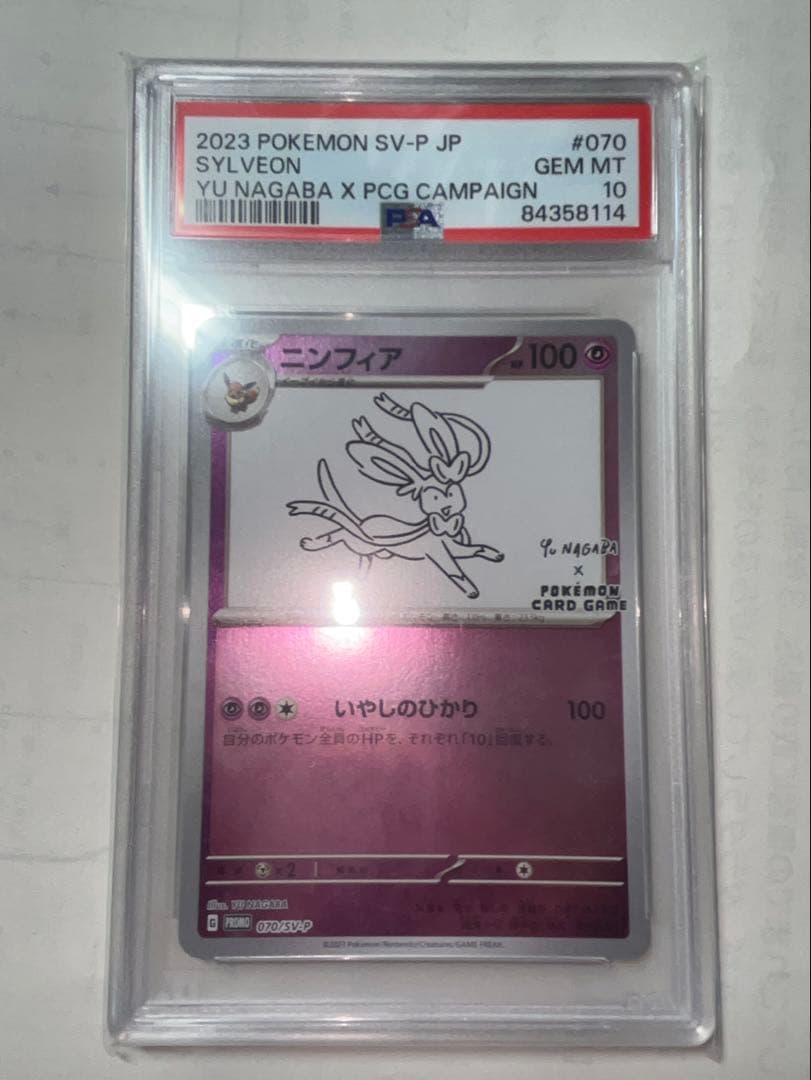 2023 POKEMON SV-P JP #070
SYLVEON GEM MT
YU NAGABA X PCG CAMPAIGN 10
PSA 84358114
ニンフィア HP 100
Yu NAGABA
X
POKÉMON
CARD GAME
いやしのひかり 100
自分のポケモン全員のHPを、それぞれ「10」回復する。
×2
Illus. YU NAGABA
G PROMO 070/SV-P
©2023 Pokémon/Nintendo/Creatures/GAME FREAK.